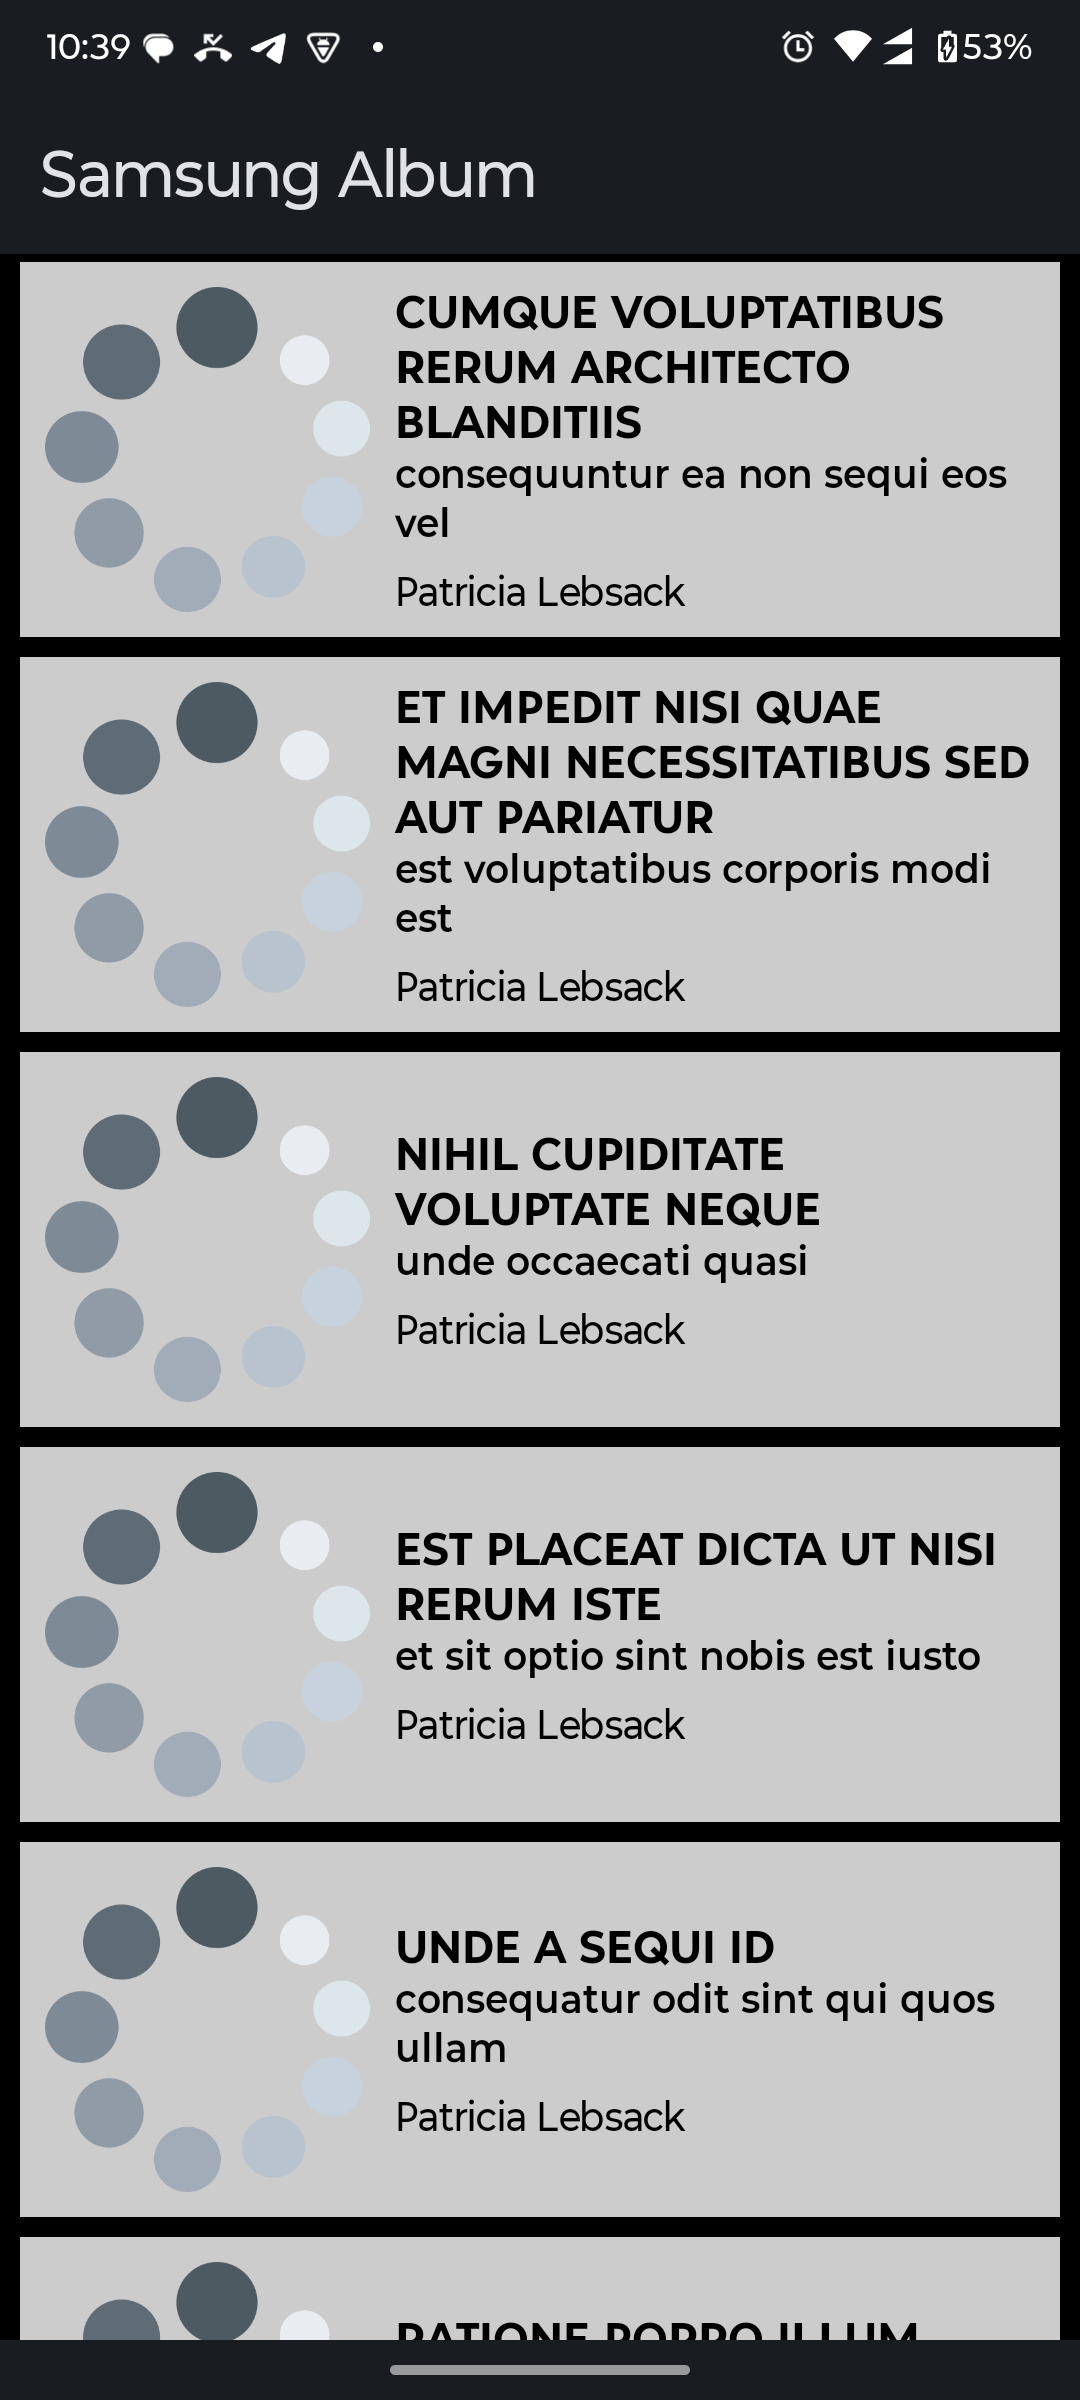 10:39
53%
Samsung Album
CUMQUE VOLUPTATIBUS
RERUM ARCHITECTO
BLANDITIIS
consequuntur ea non sequi eos
vel
Patricia Lebsack
ET IMPEDIT NISI QUAE
MAGNI NECESSITATIBUS SED
AUT PARIATUR
est voluptatibus corporis modi
est
Patricia Lebsack
NIHIL CUPIDITATE
VOLUPTATE NEQUE
unde occaecati quasi
Patricia Lebsack
EST PLACEAT DICTA UT NISI
RERUM ISTE
et sit optio sint nobis est iusto
Patricia Lebsack
UNDE A SEQUI ID
consequatur odit sint qui quos
ullam
Patricia Lebsack
RATIONE PORRO ILLUM